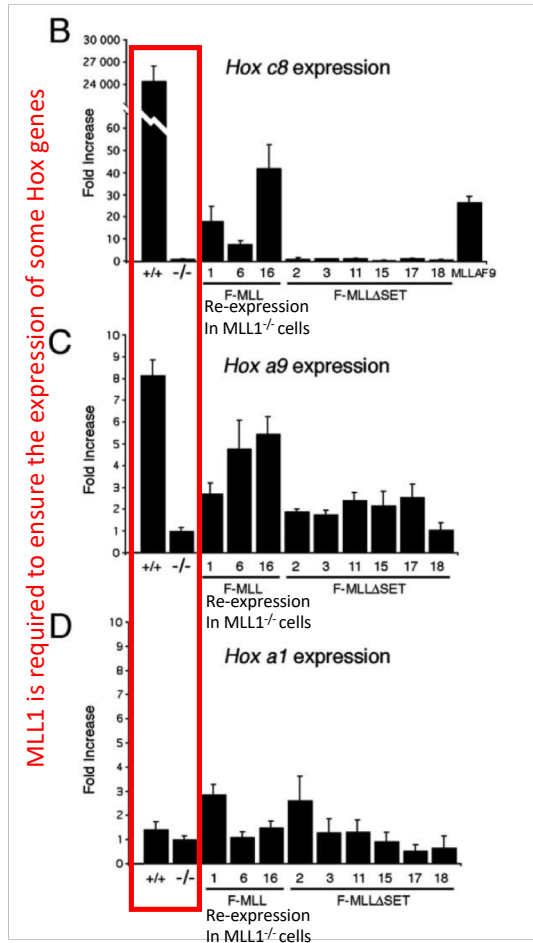 MLL1 is required to ensure the expression of some Hox genes
B
Hox c8 expression
Fold Increase
30 000
27 000
24 000
60
50
40
30
20
10
0
+/+ -/- 1 6 16 2 3 11 15 17 18 MLLAF9
F-MLL F-MLLΔSET
Re-expression
In MLL1-/- cells
C
Hox a9 expression
Fold Increase
10
9
8
7
6
5
4
3
2
1
0
+/+ -/- 1 6 16 2 3 11 15 17 18
F-MLL F-MLLΔSET
Re-expression
In MLL1-/- cells
D
Hox a1 expression
Fold Increase
10
9
8
7
6
5
4
3
2
1
0
+/+ -/- 1 6 16 2 3 11 15 17 18
F-MLL F-MLLΔSET
Re-expression
In MLL1-/- cells